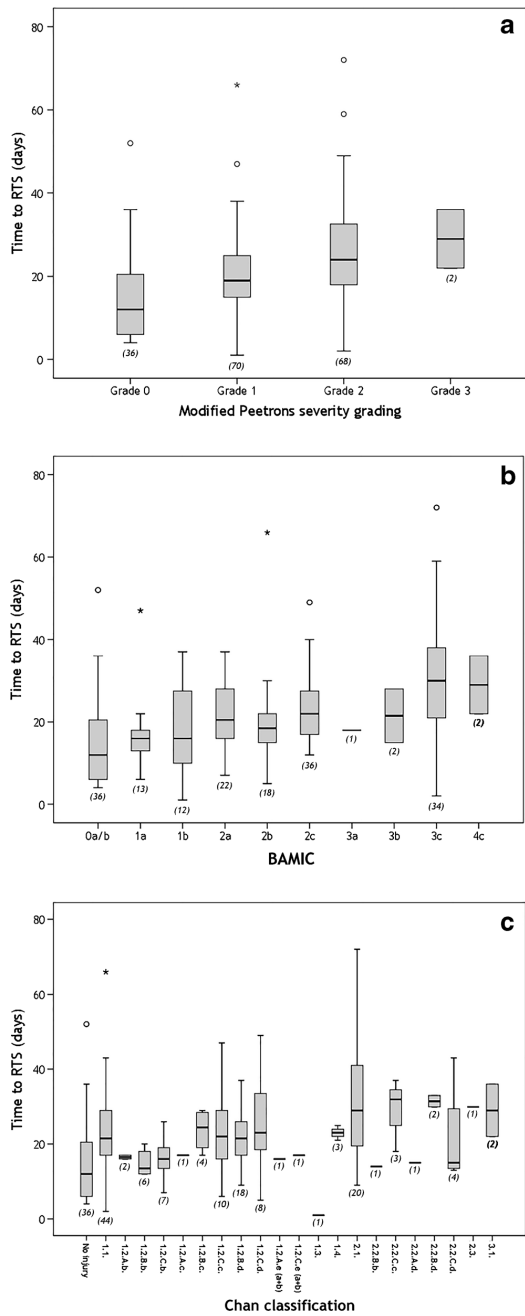 a
80
60
40
20
0
Time to RTS (days)
(36)
(70)
(68)
(2)
Grade 0
Grade 1
Grade 2
Grade 3
Modified Peetrons severity grading
b
80
60
40
20
0
Time to RTS (days)
(36)
(13)
(12)
(22)
(18)
(36)
(1)
(2)
(34)
(2)
0a/b
1a
1b
2a
2b
2c
3a
3b
3c
4c
BAMIC
c
80
60
40
20
0
Time to RTS (days)
(36)
(44)
(2)
(6)
(7)
(1)
(4)
(10)
(18)
(8)
(1)
(1)
(1)
(3)
(20)
(1)
(3)
(1)
(2)
(4)
(1)
(2)
No injury
1.1.
1.2.A.b.
1.2.B.b.
1.2.C.b.
1.2.A.c.
1.2.B.c.
1.2.C.c.
1.2.B.d.
1.2.C.d.
1.2.A.e (a+b)
1.2.C.e (a+b)
1.3.
1.4.
2.1.
2.2.B.b.
2.2.C.c.
2.2.A.d.
2.2.B.d.
2.2.C.d.
2.3.
3.1.
Chan classification